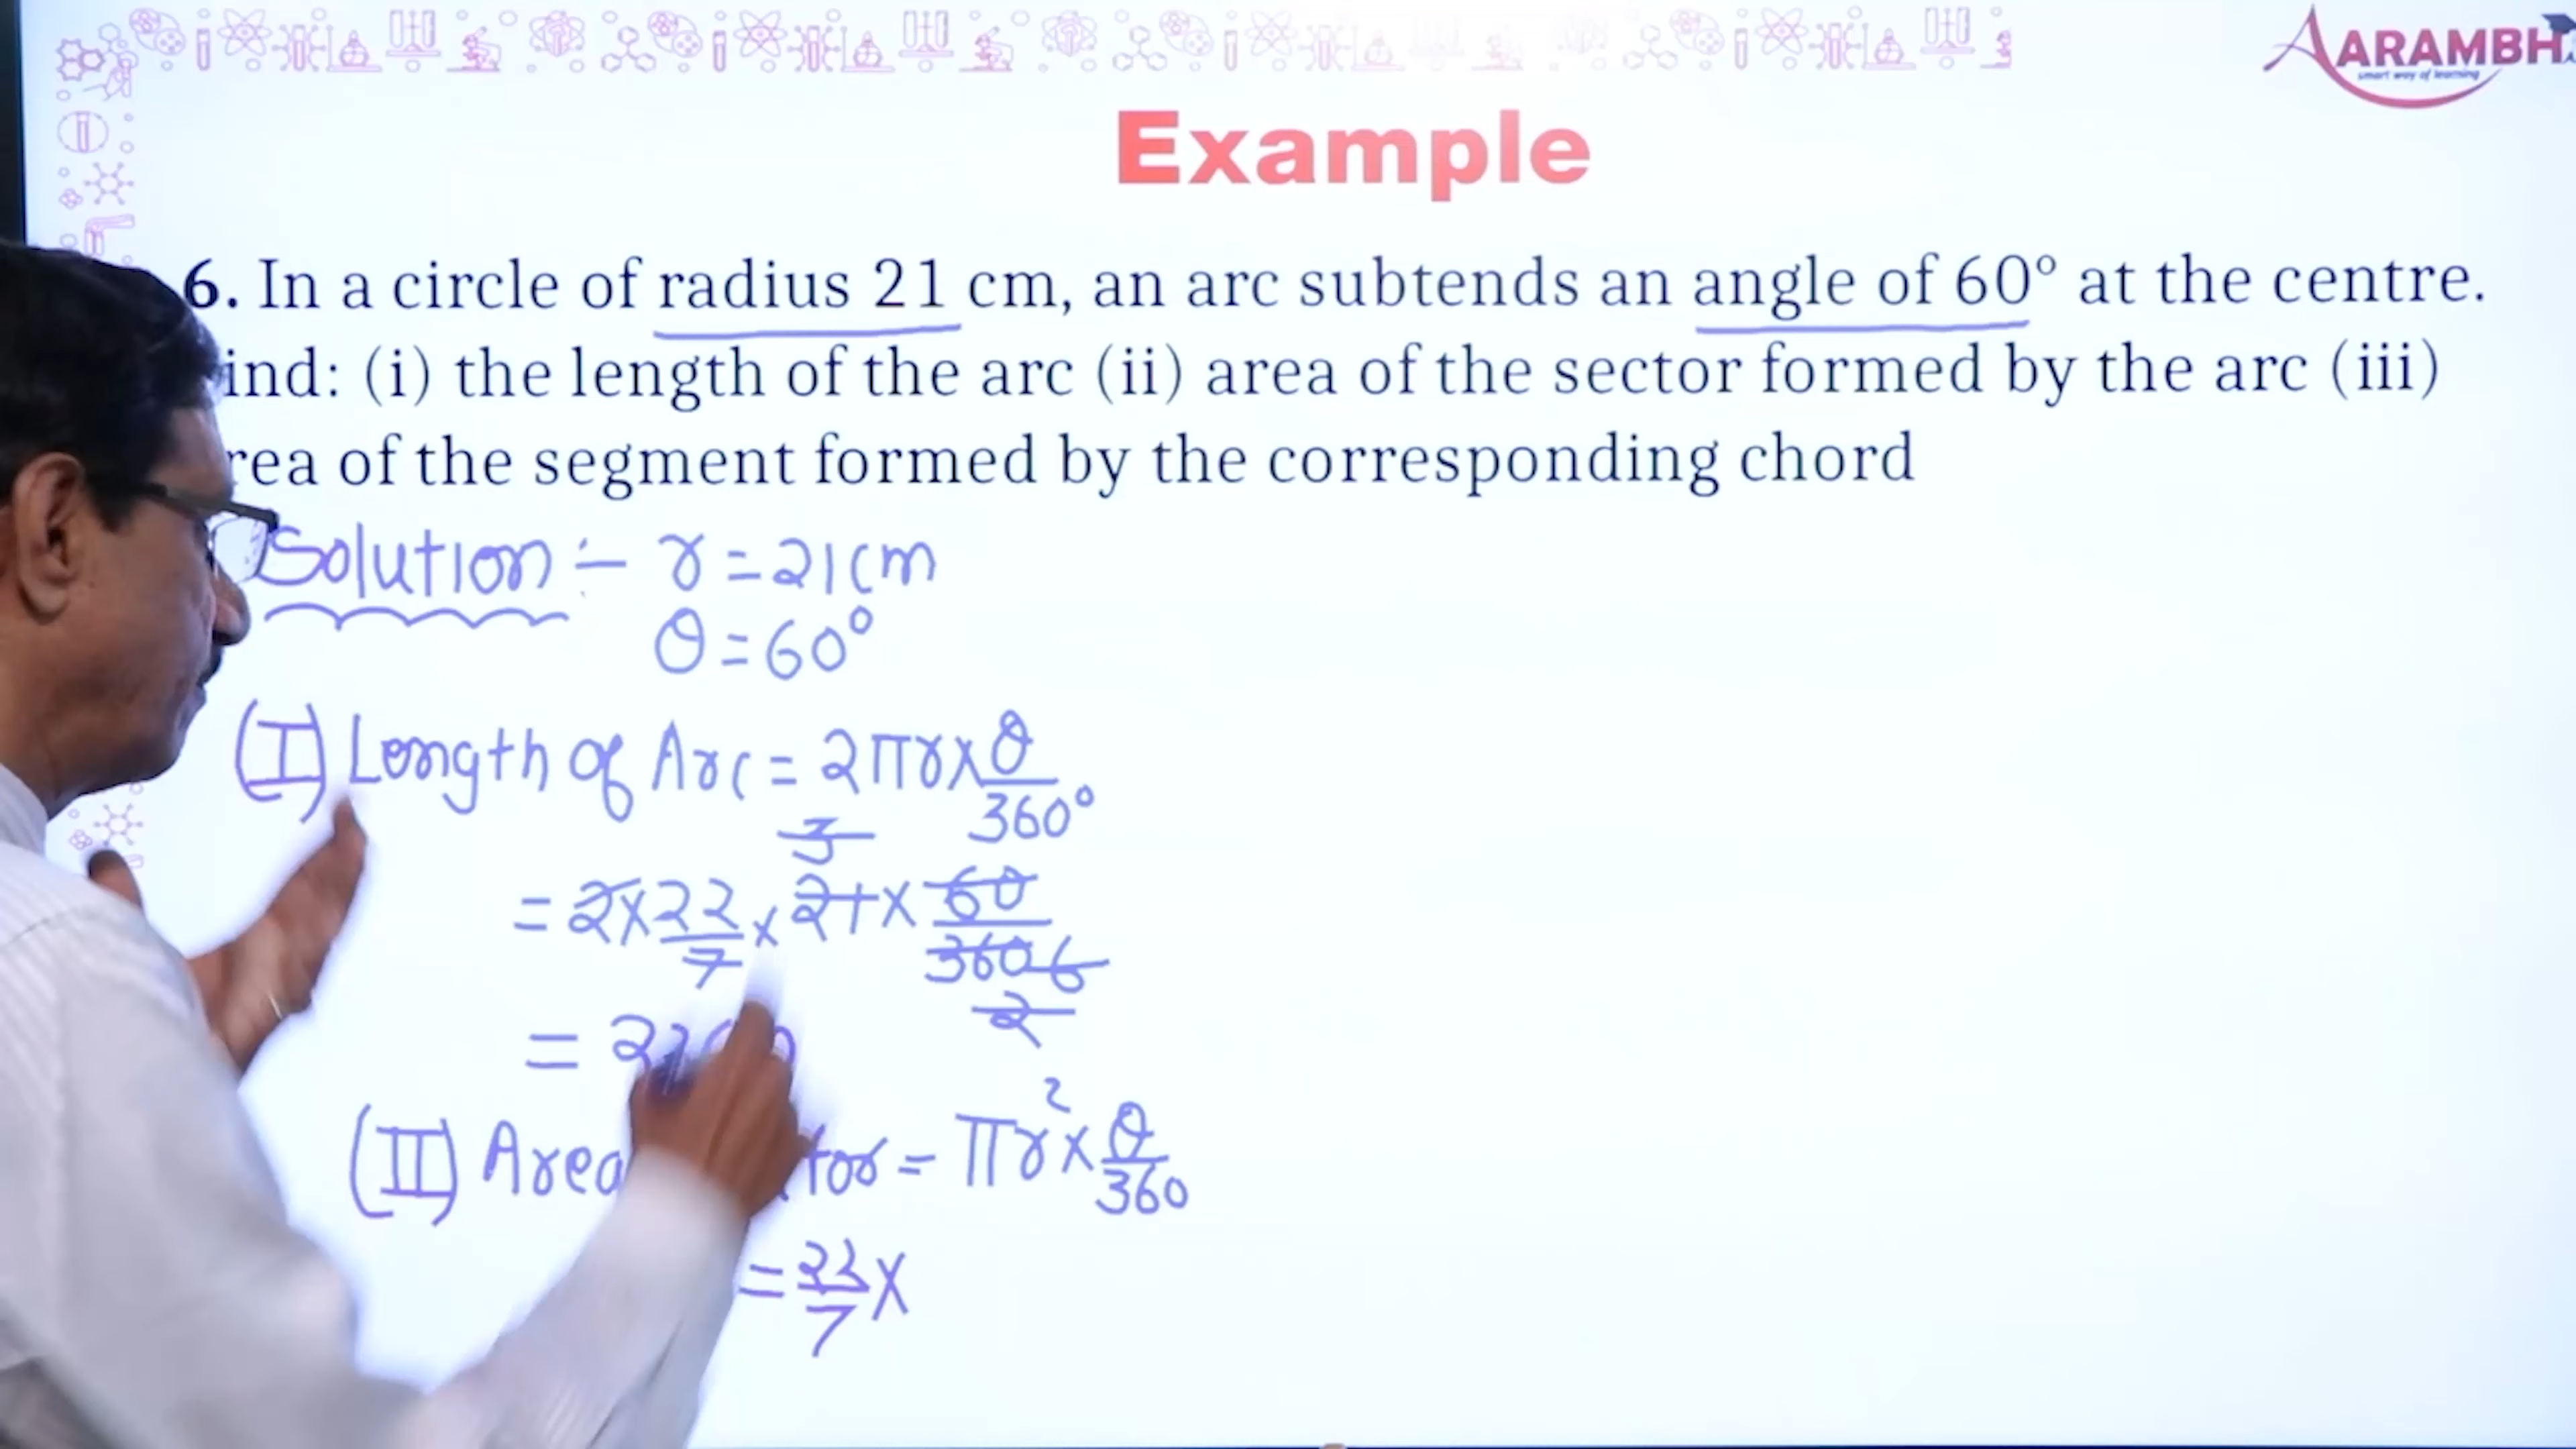 AARAMBH
smart way of learning
Example
6. In a circle of radius 21 cm, an arc subtends an angle of 60° at the centre.
ind: (i) the length of the arc (ii) area of the sector formed by the arc (iii)
rea of the segment formed by the corresponding chord
Solution :- r = 21cm
θ = 60°
(I) Length of Arc = 2πr × θ/360°
3
= 2 × 22/7 × 21 × 60/360 6
2
= 22
(II) Area tor = πr² × θ/360
= 22/7 ×